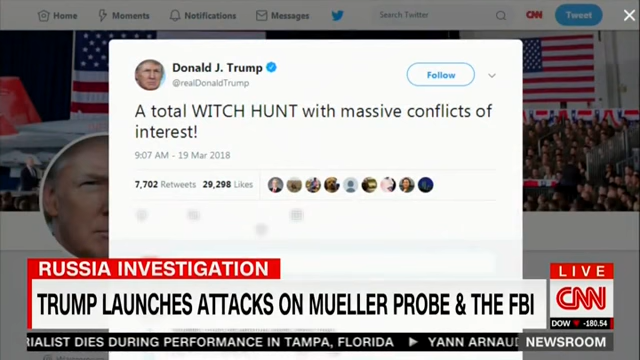 Home
Moments
Notifications
Messages
Search Twitter
CNN
Tweet
Donald J. Trump
@realDonaldTrump
Follow
A total WITCH HUNT with massive conflicts of
interest!
9:07 AM - 19 Mar 2018
7,702 Retweets 29,298 Likes
RUSSIA INVESTIGATION
LIVE
TRUMP LAUNCHES ATTACKS ON MUELLER PROBE & THE FBI
CNN
DOW -180.54
RIALIST DIES DURING PERFORMANCE IN TAMPA, FLORIDA YANN ARNAUD
NEWSROOM